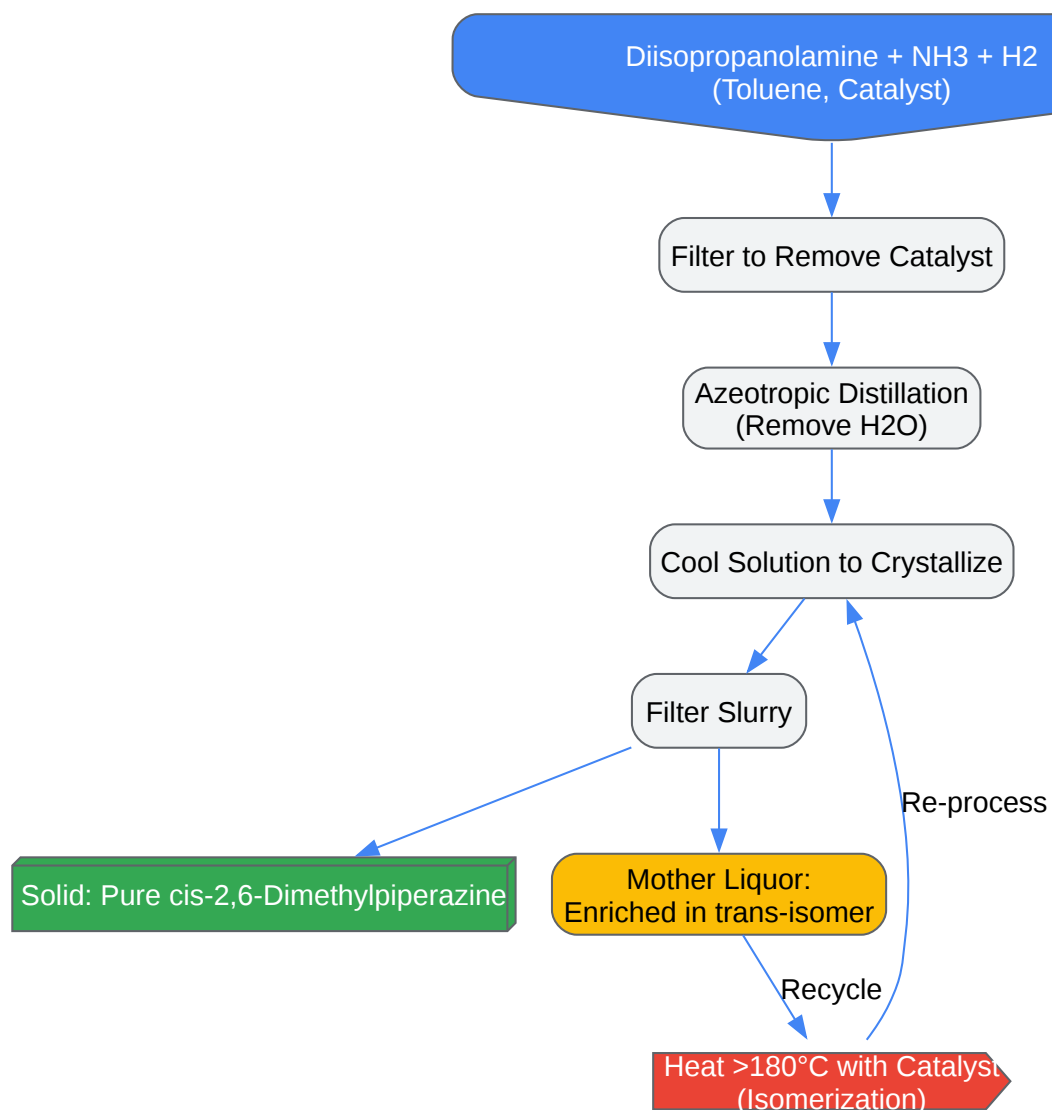 Diisopropanolamine + NH3 + H2
(Toluene, Catalyst)
Filter to Remove Catalyst
Azeotropic Distillation
(Remove H2O)
Cool Solution to Crystallize
Filter Slurry
Re-process
Solid: Pure cis-2,6-Dimethylpiperazine
Mother Liquor:
Enriched in trans-isomer
Recycle
Heat >180°C with Catalyst
(Isomerization)